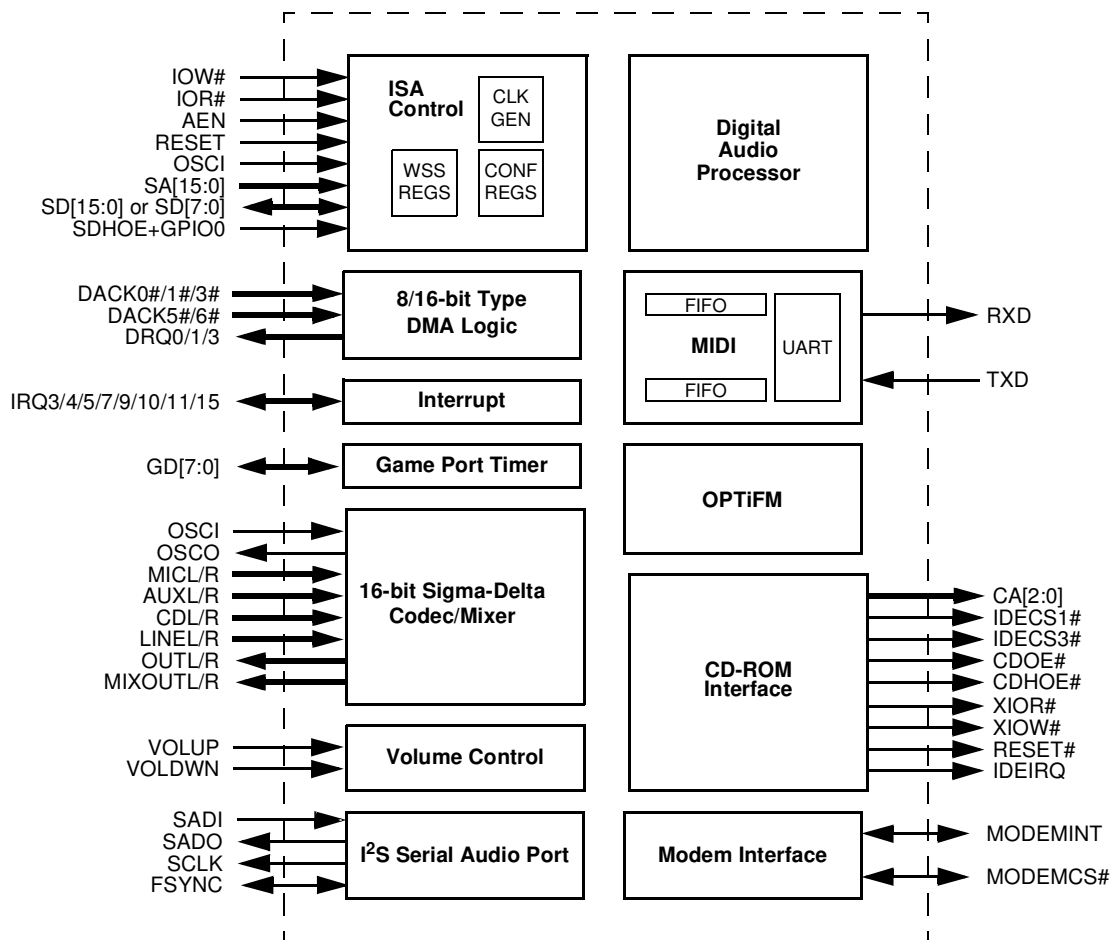 IOW#
IOR#
AEN
RESET
OSCI
SA[15:0]
SD[15:0] or SD[7:0]
SDHOE+GPIO0
ISA
Control
CLK
GEN
WSS
REGS
CONF
REGS
Digital
Audio
Processor
DACK0#/1#/3#
DACK5#/6#
DRQ0/1/3
8/16-bit Type
DMA Logic
FIFO
MIDI
FIFO
UART
RXD
TXD
IRQ3/4/5/7/9/10/11/15
Interrupt
GD[7:0]
Game Port Timer
OPTiFM
OSCI
OSCO
MICL/R
AUXL/R
CDL/R
LINEL/R
OUTL/R
MIXOUTL/R
16-bit Sigma-Delta
Codec/Mixer
CD-ROM
Interface
CA[2:0]
IDECS1#
IDECS3#
CDOE#
CDHOE#
XIOR#
XIOW#
RESET#
IDEIRQ
VOLUP
VOLDWN
Volume Control
SADI
SADO
SCLK
FSYNC
I²S Serial Audio Port
Modem Interface
MODEMINT
MODEMCS#